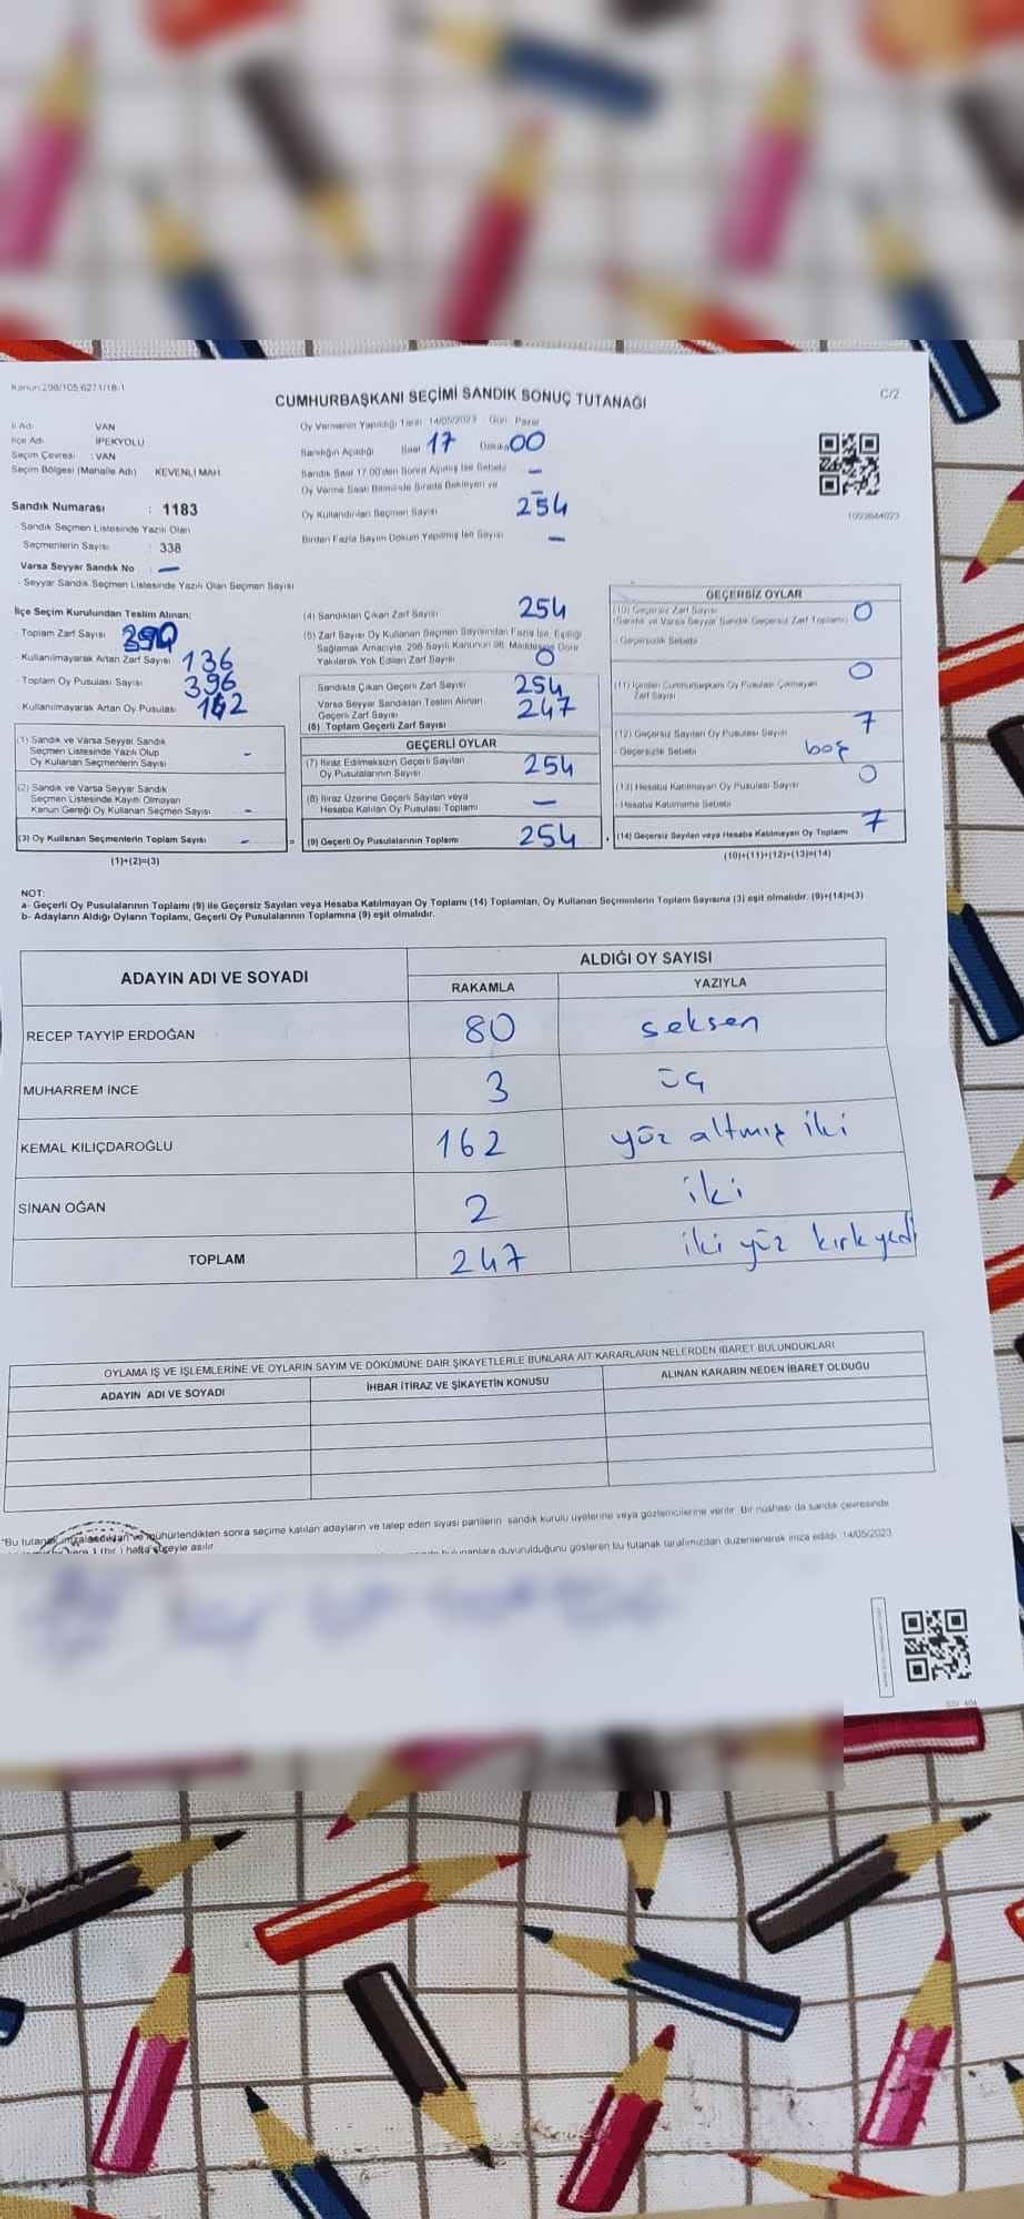 Kanun:298/105,6271/18-1
C/2
CUMHURBAŞKANI SEÇİMİ SANDIK SONUÇ TUTANAĞI
İl Adı VAN
İlçe Adı İPEKYOLU
Seçim Çevresi : VAN
Seçim Bölgesi (Mahalle Adı) KEVENLİ MAH.
Sandık Numarası : 1183
- Sandık Seçmen Listesinde Yazılı Olan
Seçmenlerin Sayısı : 338
Varsa Seyyar Sandık No : –
- Seyyar Sandık Seçmen Listesinde Yazılı Olan Seçmen Sayısı
Oy Vermenin Yapıldığı Tarih 14/05/2023 Gün Pazar
Sandığın Açıldığı Saat 17 Dakika 00
Sandık Saat 17.00'den Sonra Açılmış İse Sebebi –
Oy Verme Saati Bitiminde Sırada Bekleyen ve –
Oy Kullandırılan Seçmen Sayısı 254
Birden Fazla Sayım Döküm Yapılmış İse Sayısı –
İlçe Seçim Kurulundan Teslim Alınan;
- Toplam Zarf Sayısı
- Kullanılmayarak Artan Zarf Sayısı 136
- Toplam Oy Pusulası Sayısı 396
Kullanılmayarak Artan Oy Pusulası 142
(1) Sandık ve Varsa Seyyar Sandık
Seçmen Listesinde Yazılı Olup
Oy Kullanan Seçmenlerin Sayısı -
(2) Sandık ve Varsa Seyyar Sandık
Seçmen Listesinde Kayıtlı Olmayan
Kanun Gereği Oy Kullanan Seçmen Sayısı -
(3) Oy Kullanan Seçmenlerin Toplam Sayısı -
(1)+(2)=(3)
(4) Sandıktan Çıkan Zarf Sayısı 254
(5) Zarf Sayısı Oy Kullanan Seçmen Sayısından Fazla İse, Eşitliği
Sağlamak Amacıyla, 298 Sayılı Kanunun 98. Maddesine Göre
Yakılarak Yok Edilen Zarf Sayısı 0
Sandıkta Çıkan Geçerli Zarf Sayısı 254
Varsa Seyyar Sandıktan Teslim Alınan
Geçerli Zarf Sayısı 247
(6) Toplam Geçerli Zarf Sayısı
GEÇERLİ OYLAR
(7) İtiraz Edilmeksizin Geçerli Sayılan
Oy Pusulalarının Sayısı 254
(8) İtiraz Üzerine Geçerli Sayılan veya
Hesaba Katılan Oy Pusulası Toplamı –
(9) Geçerli Oy Pusulalarının Toplamı 254
GEÇERSİZ OYLAR
(10) Geçersiz Zarf Sayısı 0
(Sandık ve Varsa Seyyar Sandık Geçersiz Zarf Toplamı)
- Geçersizlik Sebebi
(11) İçinden Cumhurbaşkanı Oy Pusulası Çıkmayan 0
Zarf Sayısı
(12) Geçersiz Sayılan Oy Pusulası Sayısı 7
- Geçersizlik Sebebi boş
(13) Hesaba Katılmayan Oy Pusulası Sayısı 0
- Hesaba Katılmama Sebebi
(14) Geçersiz Sayılan veya Hesaba Katılmayan Oy Toplamı 7
(10)+(11)+(12)+(13)=(14)
NOT:
a- Geçerli Oy Pusulalarının Toplamı (9) ile Geçersiz Sayılan veya Hesaba Katılmayan Oy Toplamı (14) Toplamları, Oy Kullanan Seçmenlerin Toplam Sayısına (3) eşit olmalıdır. (9)+(14)=(3)
b- Adayların Aldığı Oyların Toplamı, Geçerli Oy Pusulalarının Toplamına (9) eşit olmalıdır.
ADAYIN ADI VE SOYADI ALDIĞI OY SAYISI
RAKAMLA YAZIYLA
RECEP TAYYİP ERDOĞAN 80 seksen
MUHARREM İNCE 3 üç
KEMAL KILIÇDAROĞLU 162 yüz altmış iki
SİNAN OĞAN 2 iki
TOPLAM 247 iki yüz kırk yedi
OYLAMA İŞ VE İŞLEMLERİNE VE OYLARIN SAYIM VE DÖKÜMÜNE DAİR ŞİKAYETLERLE BUNLARA AİT KARARLARIN NELERDEN İBARET BULUNDUKLARI
ADAYIN ADI VE SOYADI İHBAR İTİRAZ VE ŞİKAYETİN KONUSU ALINAN KARARIN NEDEN İBARET OLDUĞU
"Bu tutanak imzalandıktan ve mühürlendikten sonra seçime katılan adayların ve talep eden siyasi partilerin sandık kurulu üyelerine veya gözlemcilerine verilir. Bir nüshası da sandık çevresinde
1 (bir) hafta süreyle asılır
bulunanlara duyurulduğunu gösteren bu tutanak tarafımızdan düzenlenerek imza edildi. 14/05/2023